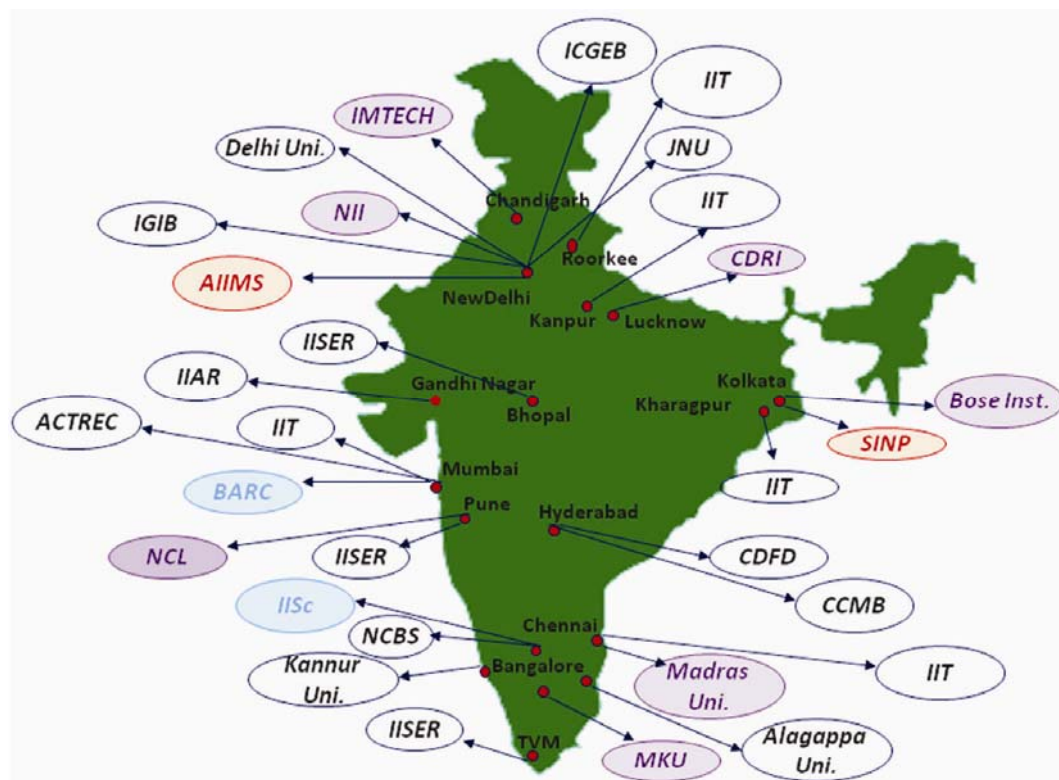 ICGEB
IIT
IMTECH
Delhi Uni.
JNU
IIT
NII
Chandigarh
IGIB
Roorkee
CDRI
AIIMS
NewDelhi
Kanpur
Lucknow
IISER
IIAR
Gandhi Nagar
Bhopal
Kolkata
Kharagpur
Bose Inst.
ACTREC
IIT
SINP
Mumbai
BARC
IIT
Pune
Hyderabad
NCL
IISER
CDFD
IISc
CCMB
NCBS
Chennai
Kannur
Uni.
Bangalore
Madras
Uni.
IIT
IISER
TVM
MKU
Alagappa
Uni.